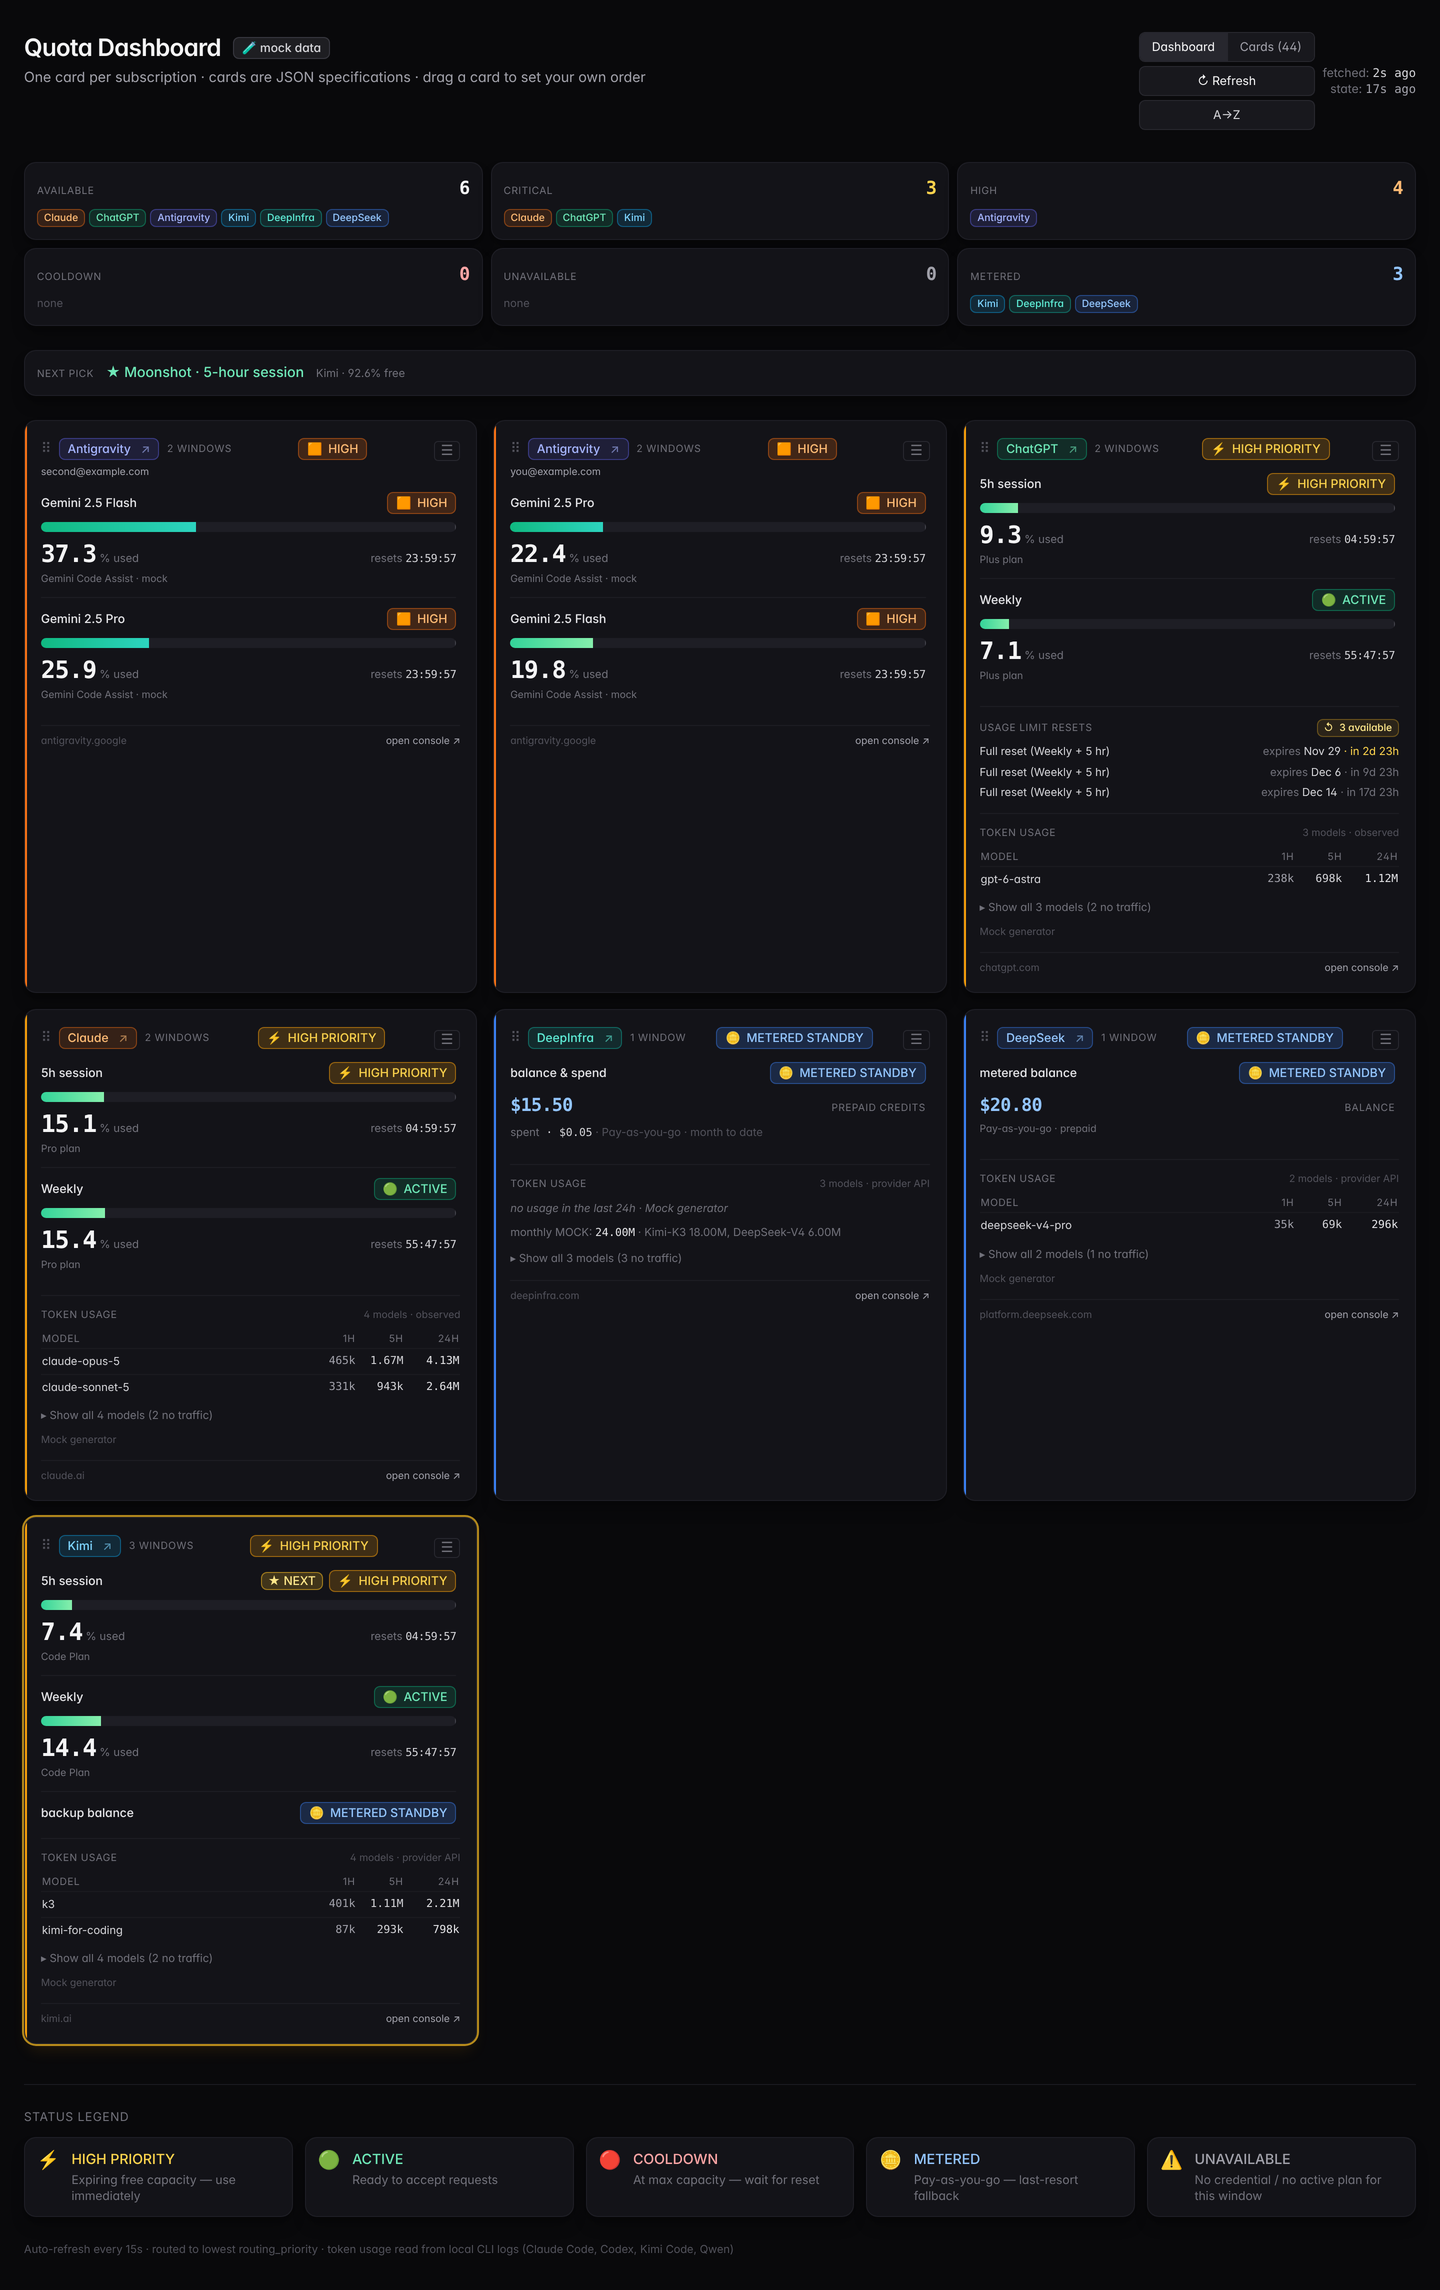 Quota Dashboard 🧪 mock data
One card per subscription · cards are JSON specifications · drag a card to set your own order
Dashboard Cards (44)
↻ Refresh
A→Z
fetched: 2s ago
state: 17s ago
AVAILABLE 6
Claude ChatGPT Antigravity Kimi DeepInfra DeepSeek
CRITICAL 3
Claude ChatGPT Kimi
HIGH 4
Antigravity
COOLDOWN 0
none
UNAVAILABLE 0
none
METERED 3
Kimi DeepInfra DeepSeek
NEXT PICK ★ Moonshot · 5-hour session Kimi · 92.6% free
Antigravity ↗ 2 WINDOWS HIGH ☰
second@example.com
Gemini 2.5 Flash HIGH
37.3 % used resets 23:59:57
Gemini Code Assist · mock
Gemini 2.5 Pro HIGH
25.9 % used resets 23:59:57
Gemini Code Assist · mock
antigravity.google open console ↗
Antigravity ↗ 2 WINDOWS HIGH ☰
you@example.com
Gemini 2.5 Pro HIGH
22.4 % used resets 23:59:57
Gemini Code Assist · mock
Gemini 2.5 Flash HIGH
19.8 % used resets 23:59:57
Gemini Code Assist · mock
antigravity.google open console ↗
ChatGPT ↗ 2 WINDOWS ⚡ HIGH PRIORITY ☰
5h session ⚡ HIGH PRIORITY
9.3 % used resets 04:59:57
Plus plan
Weekly ACTIVE
7.1 % used resets 55:47:57
Plus plan
USAGE LIMIT RESETS ↺ 3 available
Full reset (Weekly + 5 hr) expires Nov 29 · in 2d 23h
Full reset (Weekly + 5 hr) expires Dec 6 · in 9d 23h
Full reset (Weekly + 5 hr) expires Dec 14 · in 17d 23h
TOKEN USAGE 3 models · observed
MODEL 1H 5H 24H
gpt-6-astra 238k 698k 1.12M
▸ Show all 3 models (2 no traffic)
Mock generator
chatgpt.com open console ↗
Claude ↗ 2 WINDOWS ⚡ HIGH PRIORITY ☰
5h session ⚡ HIGH PRIORITY
15.1 % used resets 04:59:57
Pro plan
Weekly ACTIVE
15.4 % used resets 55:47:57
Pro plan
TOKEN USAGE 4 models · observed
MODEL 1H 5H 24H
claude-opus-5 465k 1.67M 4.13M
claude-sonnet-5 331k 943k 2.64M
▸ Show all 4 models (2 no traffic)
Mock generator
claude.ai open console ↗
DeepInfra ↗ 1 WINDOW METERED STANDBY ☰
balance & spend METERED STANDBY
$15.50 PREPAID CREDITS
spent · $0.05 · Pay-as-you-go · month to date
TOKEN USAGE 3 models · provider API
no usage in the last 24h · Mock generator
monthly MOCK: 24.00M · Kimi-K3 18.00M, DeepSeek-V4 6.00M
▸ Show all 3 models (3 no traffic)
deepinfra.com open console ↗
DeepSeek ↗ 1 WINDOW METERED STANDBY ☰
metered balance METERED STANDBY
$20.80 BALANCE
Pay-as-you-go · prepaid
TOKEN USAGE 2 models · provider API
MODEL 1H 5H 24H
deepseek-v4-pro 35k 69k 296k
▸ Show all 2 models (1 no traffic)
Mock generator
platform.deepseek.com open console ↗
Kimi ↗ 3 WINDOWS ⚡ HIGH PRIORITY ☰
5h session ★ NEXT ⚡ HIGH PRIORITY
7.4 % used resets 04:59:57
Code Plan
Weekly ACTIVE
14.4 % used resets 55:47:57
Code Plan
backup balance METERED STANDBY
TOKEN USAGE 4 models · provider API
MODEL 1H 5H 24H
k3 401k 1.11M 2.21M
kimi-for-coding 87k 293k 798k
▸ Show all 4 models (2 no traffic)
Mock generator
kimi.ai open console ↗
STATUS LEGEND
⚡ HIGH PRIORITY
Expiring free capacity — use
immediately
ACTIVE
Ready to accept requests
COOLDOWN
At max capacity — wait for reset
METERED
Pay-as-you-go — last-resort
fallback
⚠️ UNAVAILABLE
No credential / no active plan for
this window
Auto-refresh every 15s · routed to lowest routing_priority · token usage read from local CLI logs (Claude Code, Codex, Kimi Code, Qwen)